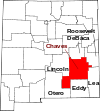 Roosevelt
DeBaca
Chaves
Lincoln
Lea
Eddy
Otero